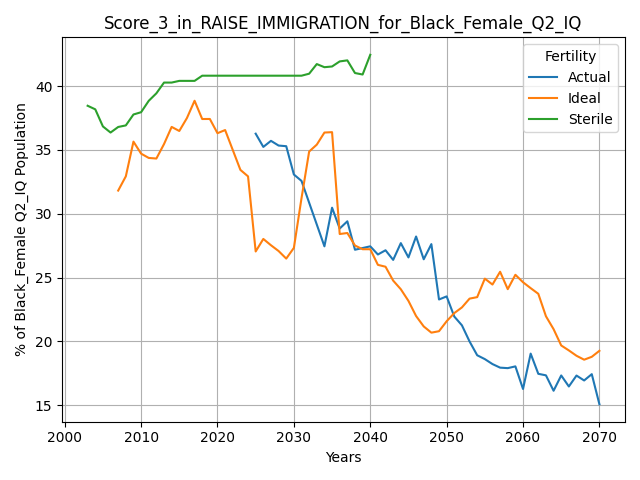 Score_3_in_RAISE_IMMIGRATION_for_Black_Female_Q2_IQ
% of Black_Female Q2_IQ Population
40
35
30
25
20
15
Fertility
Actual
Ideal
Sterile
2000 2010 2020 2030 2040 2050 2060 2070
Years